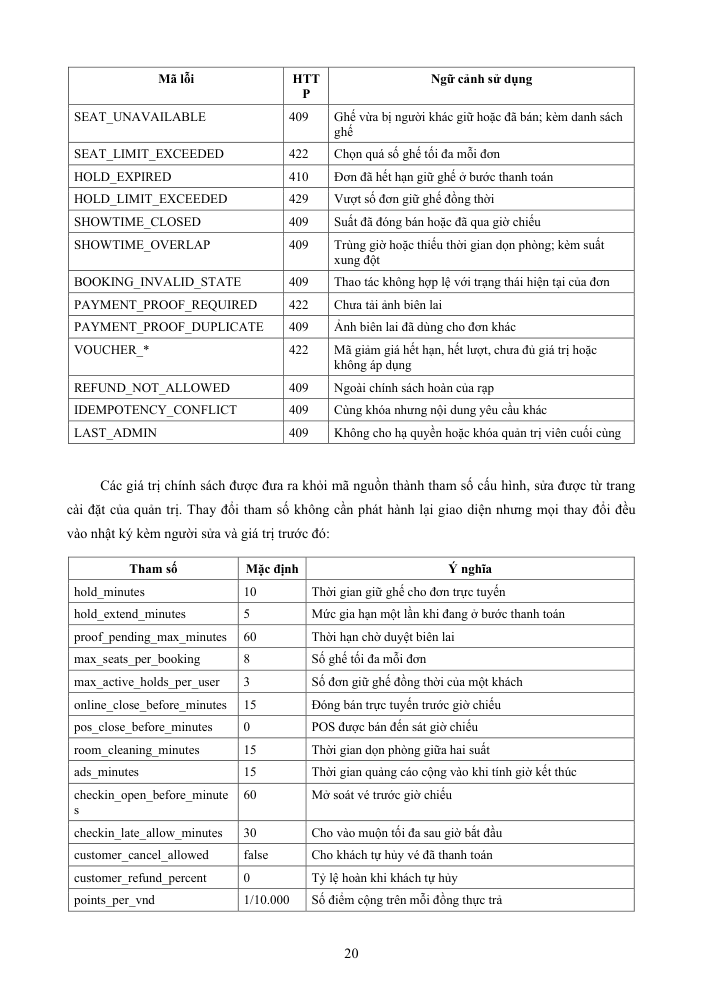 Mã lỗi HTTP Ngữ cảnh sử dụng
SEAT_UNAVAILABLE 409 Ghế vừa bị người khác giữ hoặc đã bán; kèm danh sách
ghế
SEAT_LIMIT_EXCEEDED 422 Chọn quá số ghế tối đa mỗi đơn
HOLD_EXPIRED 410 Đơn đã hết hạn giữ ghế ở bước thanh toán
HOLD_LIMIT_EXCEEDED 429 Vượt số đơn giữ ghế đồng thời
SHOWTIME_CLOSED 409 Suất đã đóng bán hoặc đã qua giờ chiếu
SHOWTIME_OVERLAP 409 Trùng giờ hoặc thiếu thời gian dọn phòng; kèm suất
xung đột
BOOKING_INVALID_STATE 409 Thao tác không hợp lệ với trạng thái hiện tại của đơn
PAYMENT_PROOF_REQUIRED 422 Chưa tải ảnh biên lai
PAYMENT_PROOF_DUPLICATE 409 Ảnh biên lai đã dùng cho đơn khác
VOUCHER_* 422 Mã giảm giá hết hạn, hết lượt, chưa đủ giá trị hoặc
không áp dụng
REFUND_NOT_ALLOWED 409 Ngoài chính sách hoàn của rạp
IDEMPOTENCY_CONFLICT 409 Cùng khóa nhưng nội dung yêu cầu khác
LAST_ADMIN 409 Không cho hạ quyền hoặc khóa quản trị viên cuối cùng
Các giá trị chính sách được đưa ra khỏi mã nguồn thành tham số cấu hình, sửa được từ trang
cài đặt của quản trị. Thay đổi tham số không cần phát hành lại giao diện nhưng mọi thay đổi đều
vào nhật ký kèm người sửa và giá trị trước đó:
Tham số Mặc định Ý nghĩa
hold_minutes 10 Thời gian giữ ghế cho đơn trực tuyến
hold_extend_minutes 5 Mức gia hạn một lần khi đang ở bước thanh toán
proof_pending_max_minutes 60 Thời hạn chờ duyệt biên lai
max_seats_per_booking 8 Số ghế tối đa mỗi đơn
max_active_holds_per_user 3 Số đơn giữ ghế đồng thời của một khách
online_close_before_minutes 15 Đóng bán trực tuyến trước giờ chiếu
pos_close_before_minutes 0 POS được bán đến sát giờ chiếu
room_cleaning_minutes 15 Thời gian dọn phòng giữa hai suất
ads_minutes 15 Thời gian quảng cáo cộng vào khi tính giờ kết thúc
checkin_open_before_minutes 60 Mở soát vé trước giờ chiếu
checkin_late_allow_minutes 30 Cho vào muộn tối đa sau giờ bắt đầu
customer_cancel_allowed false Cho khách tự hủy vé đã thanh toán
customer_refund_percent 0 Tỷ lệ hoàn khi khách tự hủy
points_per_vnd 1/10.000 Số điểm cộng trên mỗi đồng thực trả
20